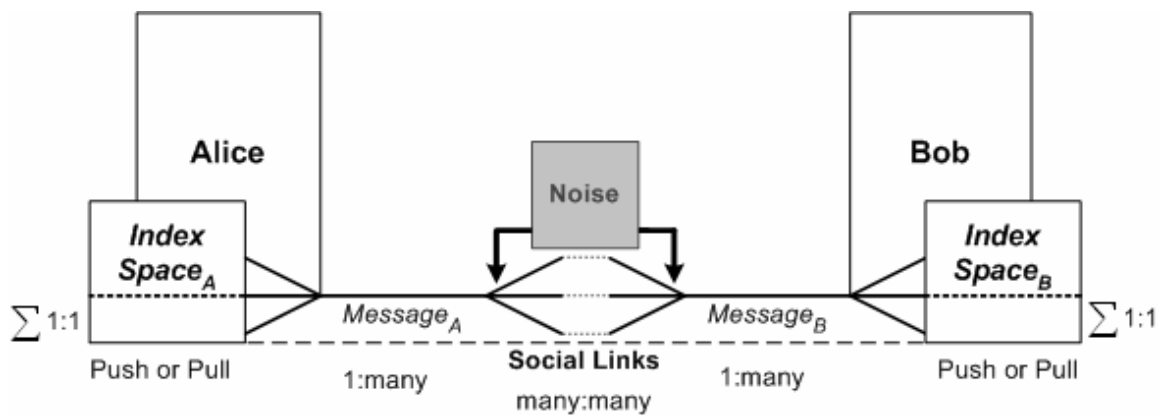 Alice
Bob
Noise
Index
Space_A
Index
Space_B
Message_A
Message_B
∑ 1:1
∑ 1:1
Push or Pull
Social Links
Push or Pull
1:many
1:many
many:many